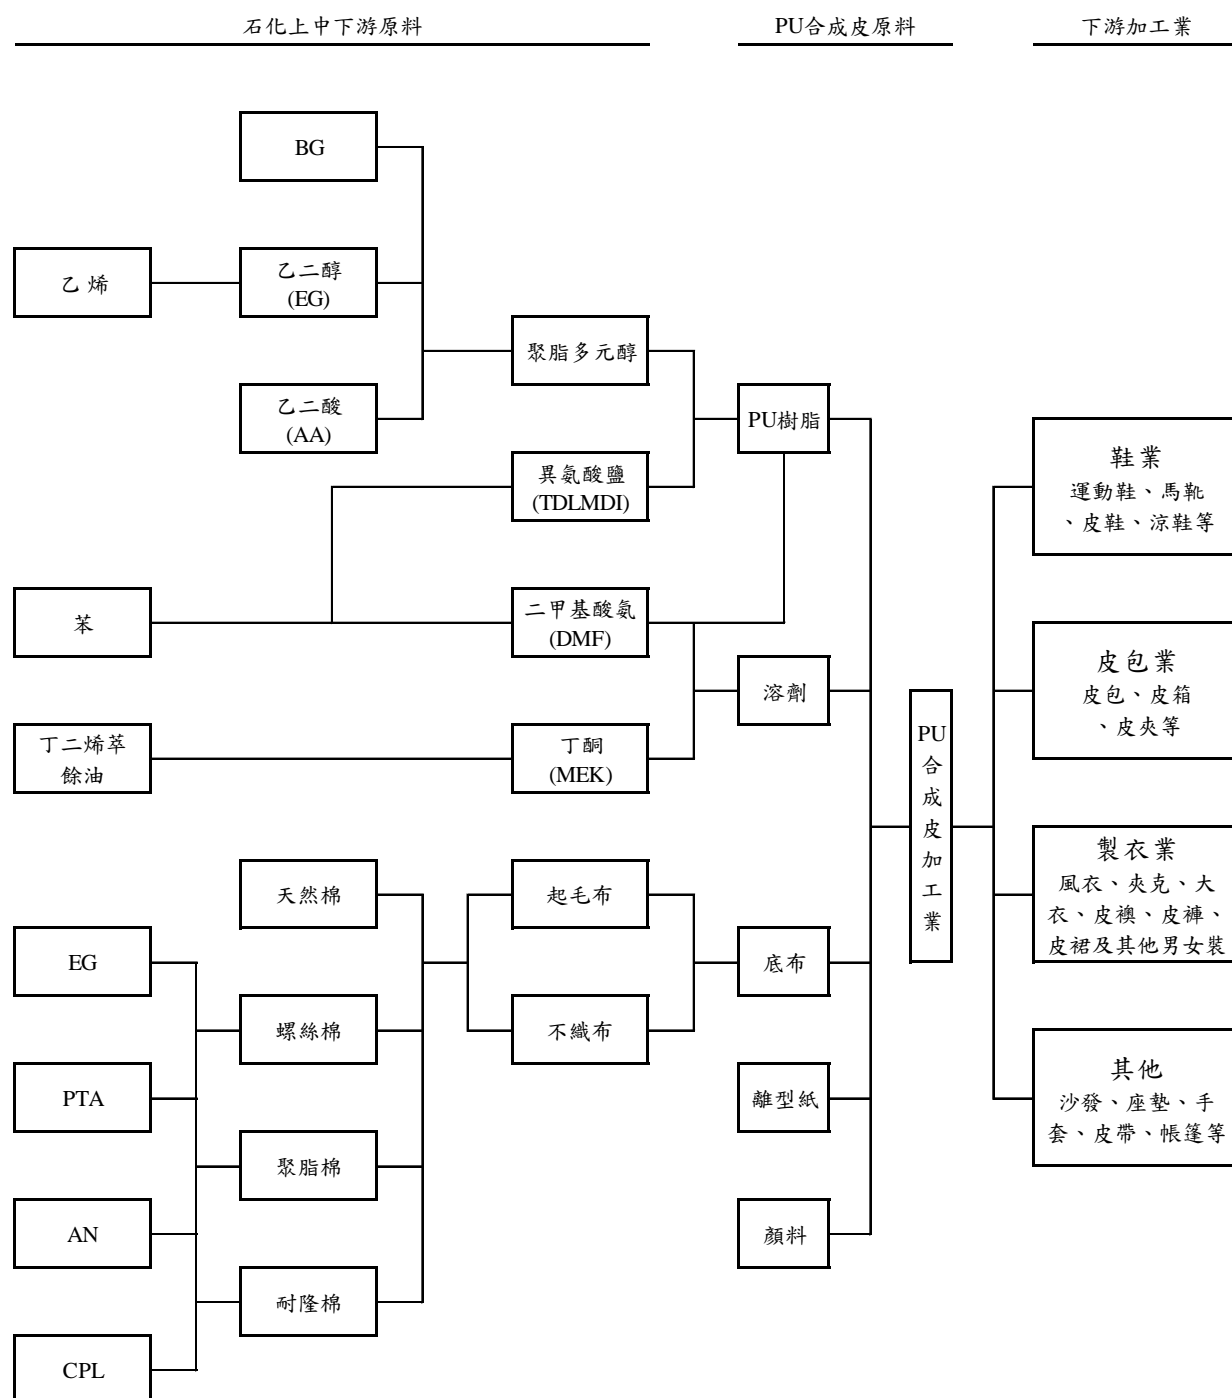 石化上中下游原料
PU合成皮原料
下游加工業
BG
乙烯
乙二醇
(EG)
聚脂多元醇
乙二酸
(AA)
PU樹脂
異氨酸鹽
(TDLMDI)
鞋業
運動鞋、馬靴
、皮鞋、涼鞋等
苯
二甲基酸氨
(DMF)
溶劑
皮包業
皮包、皮箱
、皮夾等
丁二烯萃
餘油
丁酮
(MEK)
PU
合
成
皮
加
工
業
天然棉
起毛布
製衣業
風衣、夾克、大
衣、皮襖、皮褲、
皮裙及其他男女裝
EG
底布
螺絲棉
不織布
PTA
離型紙
其他
沙發、座墊、手
套、皮帶、帳篷等
聚脂棉
AN
顏料
耐隆棉
CPL